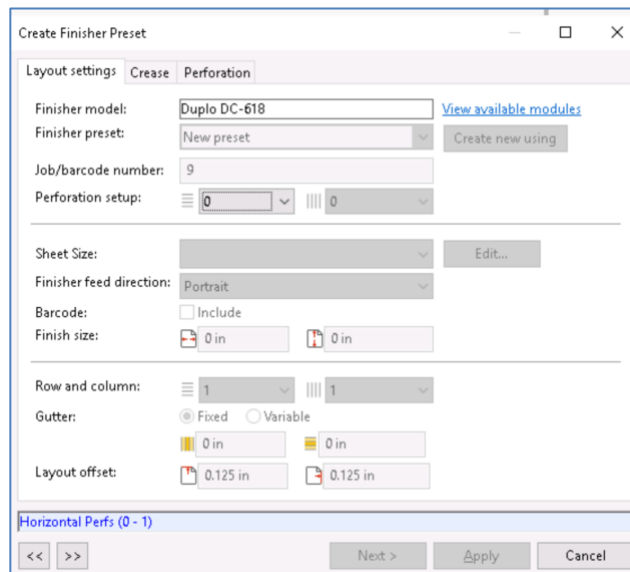 Create Finisher Preset
Layout settings Crease Perforation
Finisher model: Duplo DC-618 View available modules
Finisher preset: New preset Create new using
Job/barcode number: 9
Perforation setup: 0 0
Sheet Size: Edit...
Finisher feed direction: Portrait
Barcode: Include
Finish size: 0 in 0 in
Row and column: 1 1
Gutter: Fixed Variable
0 in 0 in
Layout offset: 0.125 in 0.125 in
Horizontal Perfs (0 - 1)
<< >> Next > Apply Cancel